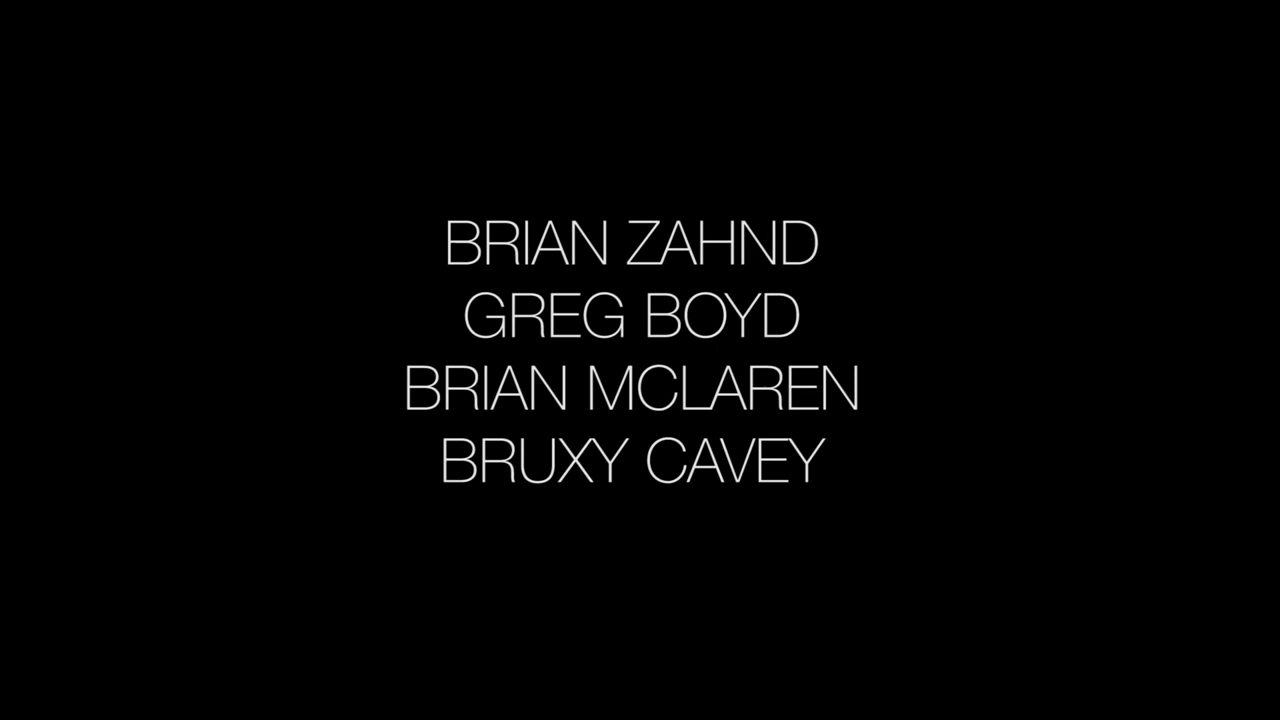 BRIAN ZAHND
GREG BOYD
BRIAN MCLAREN
BRUXY CAVEY